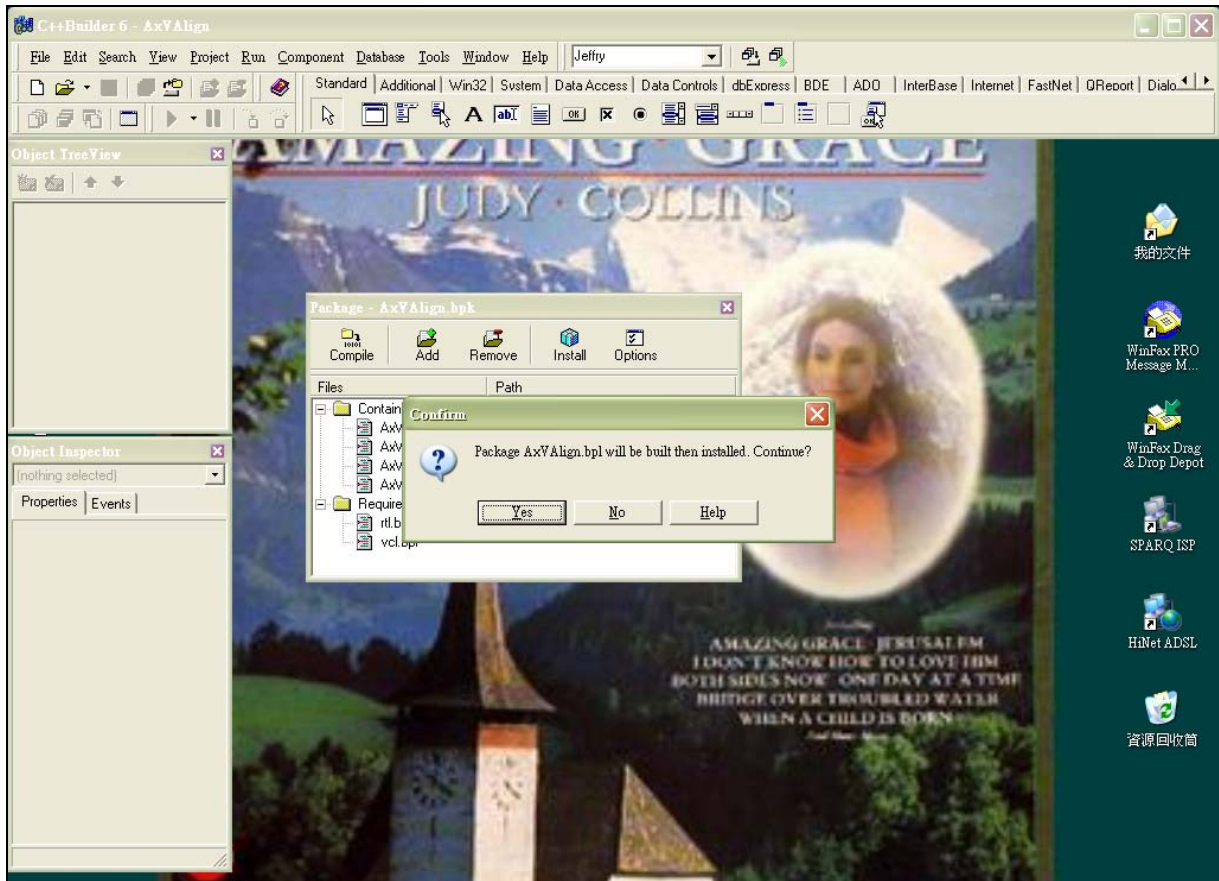 C++Builder 6 - AxVAlign
File Edit Search View Project Run Component Database Tools Window Help Jeffry
Standard Additional Win32 System Data Access Data Controls dbExpress BDE ADO InterBase Internet FastNet QReport Dialo
Object TreeView
AMAZING GRACE
JUDY · COLLINS
Package - AxVAlign.bpk
Compile Add Remove Install Options
Files Path
Contain
AxV
AxV
AxV
AxV
Require
rtl.b
vcl.bpi
Confirm
Package AxVAlign.bpl will be built then installed. Continue?
Yes No Help
Object Inspector
(nothing selected)
Properties Events
我的文件
WinFax PRO
Message M...
WinFax Drag
& Drop Depot
SPARQ ISP
HiNet ADSL
資源回收筒
AMAZING GRACE JERUSALEM
I DON'T KNOW HOW TO LOVE HIM
BOTH SIDES NOW ONE DAY AT A TIME
BRIDGE OVER TROUBLED WATER
WHEN A CHILD IS BORN